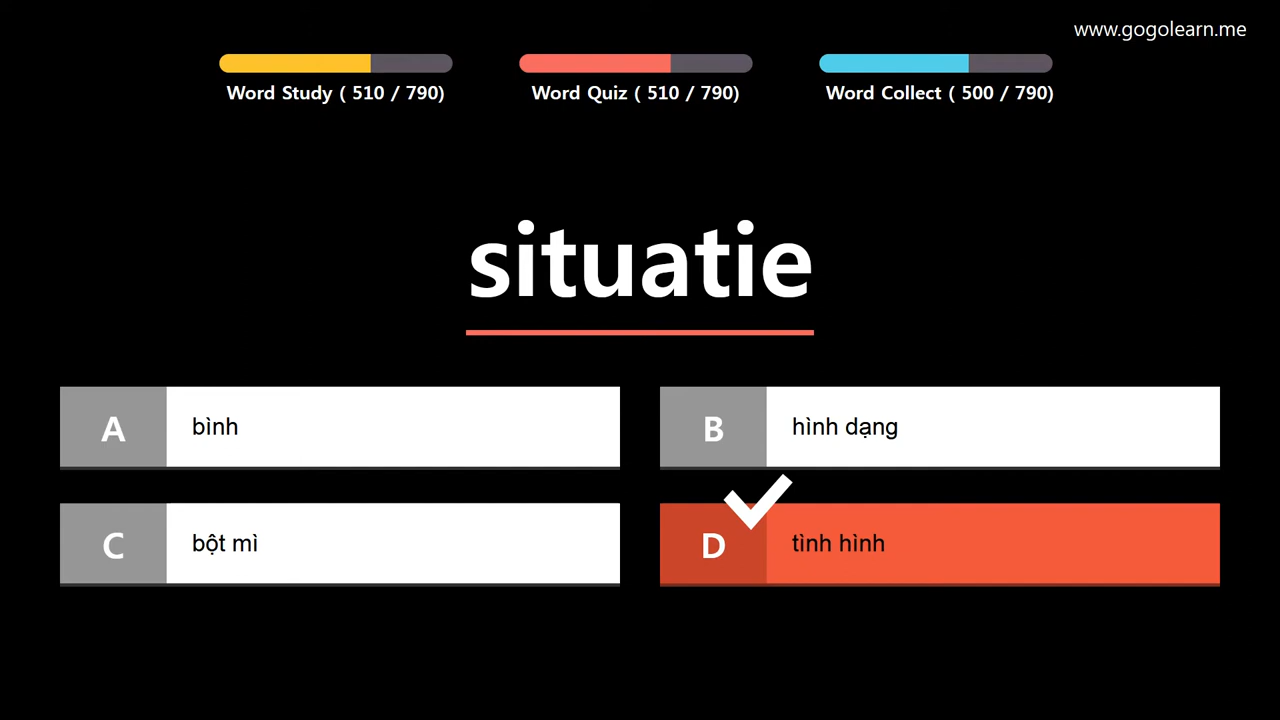 www.gogolearn.me
Word Study ( 510 / 790)
Word Quiz ( 510 / 790)
Word Collect ( 500 / 790)
situatie
A
bình
B
hình dạng
C
bột mì
D
tình hình